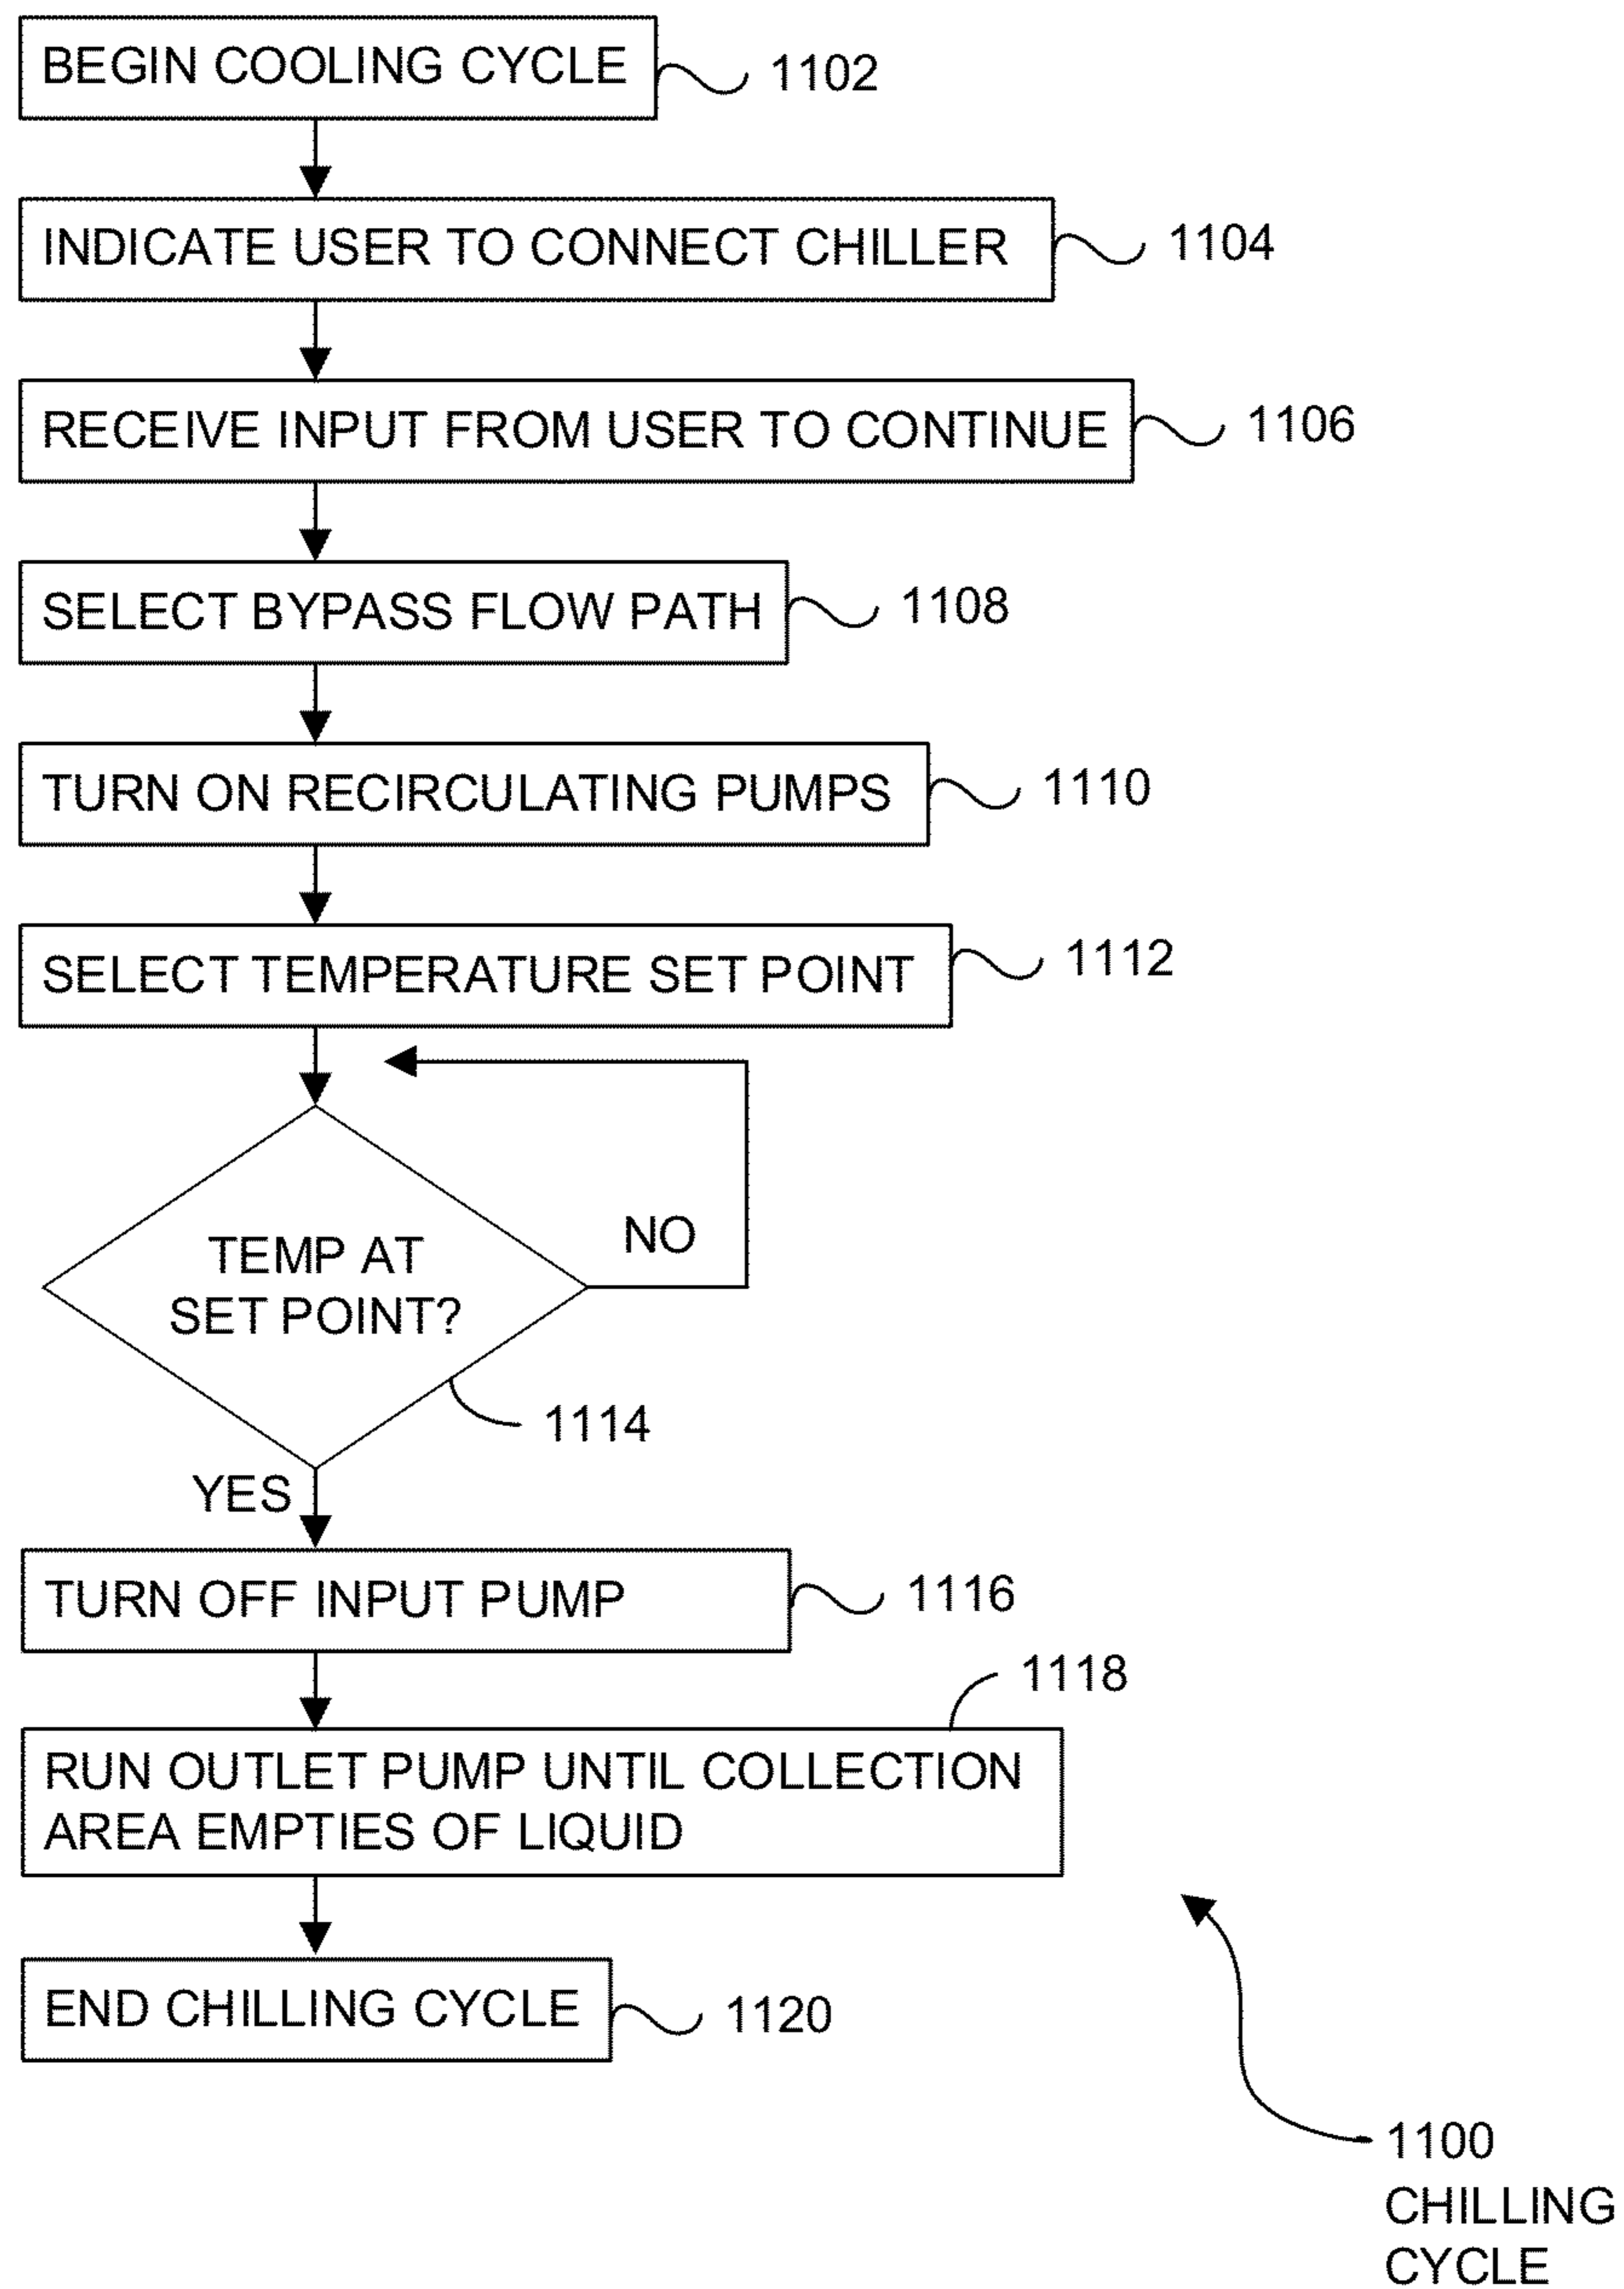 BEGIN COOLING CYCLE
1102
INDICATE USER TO CONNECT CHILLER
1104
RECEIVE INPUT FROM USER TO CONTINUE
1106
SELECT BYPASS FLOW PATH
1108
TURN ON RECIRCULATING PUMPS
1110
SELECT TEMPERATURE SET POINT
1112
TEMP AT
SET POINT?
NO
1114
YES
TURN OFF INPUT PUMP
1116
1118
RUN OUTLET PUMP UNTIL COLLECTION
AREA EMPTIES OF LIQUID
END CHILLING CYCLE
1120
1100
CHILLING
CYCLE